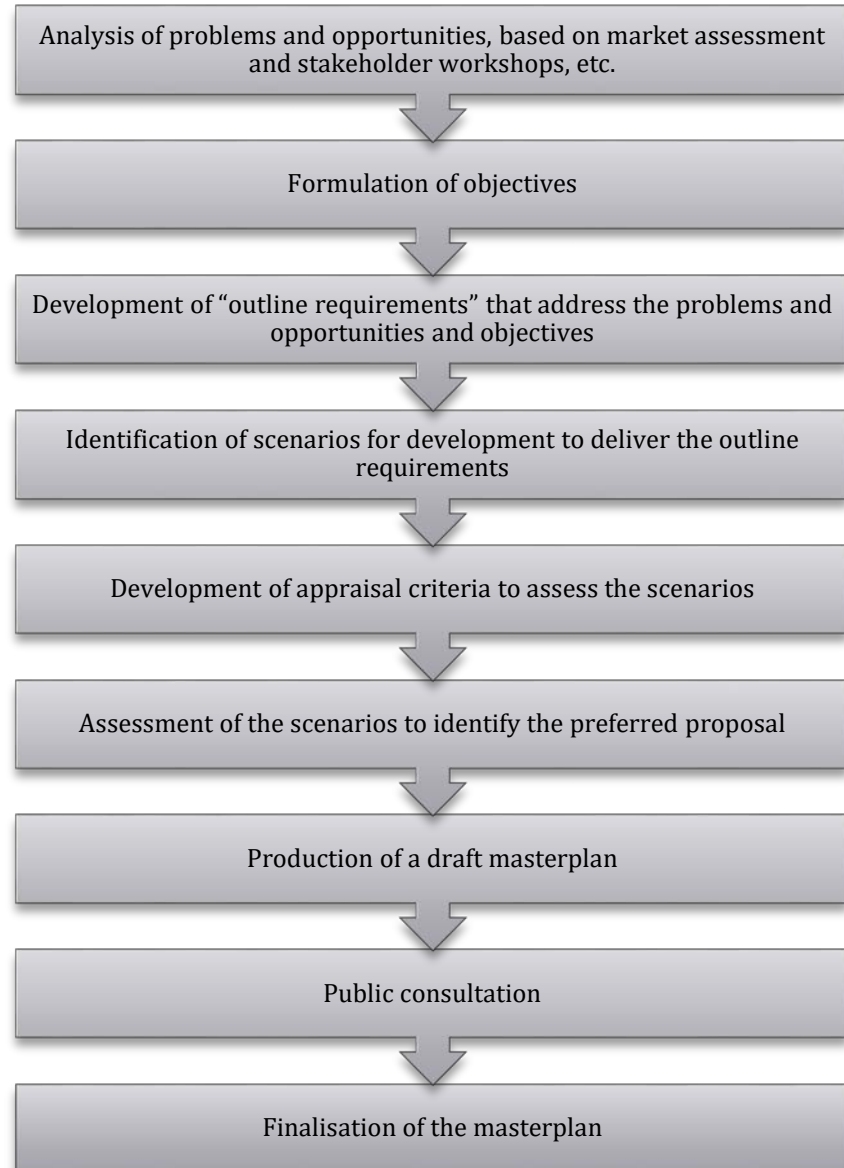 Analysis of problems and opportunities, based on market assessment
and stakeholder workshops, etc.
Formulation of objectives
Development of “outline requirements” that address the problems and
opportunities and objectives
Identification of scenarios for development to deliver the outline
requirements
Development of appraisal criteria to assess the scenarios
Assessment of the scenarios to identify the preferred proposal
Production of a draft masterplan
Public consultation
Finalisation of the masterplan